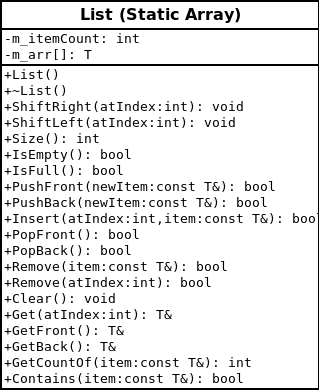 List (Static Array)
-m_itemCount: int
-m_arr[]: T
+List()
+~List()
+ShiftRight(atIndex:int): void
+ShiftLeft(atIndex:int): void
+Size(): int
+IsEmpty(): bool
+IsFull(): bool
+PushFront(newItem:const T&): bool
+PushBack(newItem:const T&): bool
+Insert(atIndex:int,item:const T&): bool
+PopFront(): bool
+PopBack(): bool
+Remove(item:const T&): bool
+Remove(atIndex:int): bool
+Clear(): void
+Get(atIndex:int): T&
+GetFront(): T&
+GetBack(): T&
+GetCountOf(item:const T&): int
+Contains(item:const T&): bool